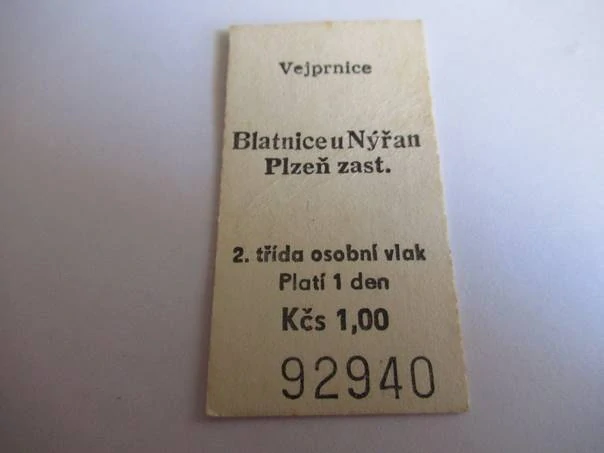 Vejprnice
Blatnice u Nýřan
Plzeň zast.
2. třída osobní vlak
Platí 1 den
Kčs 1,00
92940